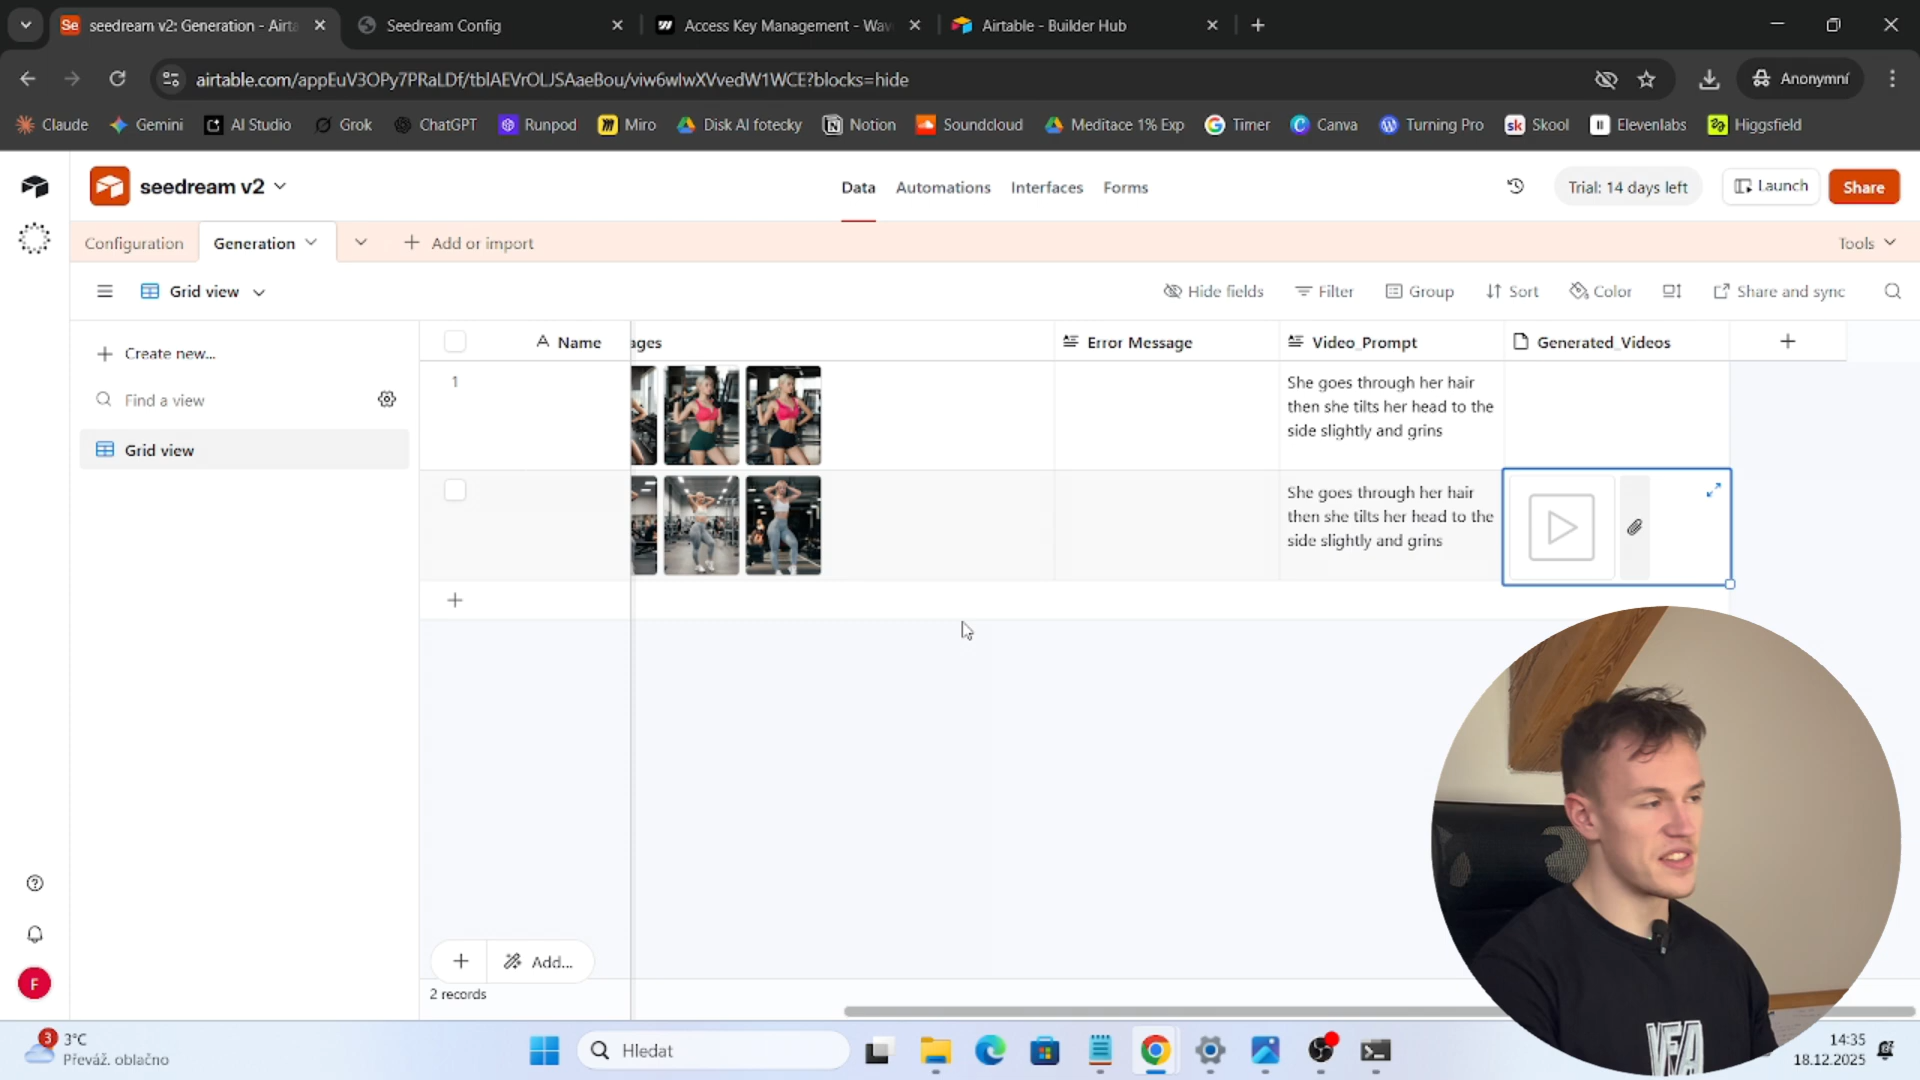 Se seedream v2: Generation - Airta
Seedream Config
Access Key Management - Wav
Airtable - Builder Hub
airtable.com/appEuV3OPy7PRaLDf/tblAEVrOLJSAaeBou/viw6wlwXVvedW1WCE?blocks=hide
Anonymní
Claude
Gemini
AI Studio
Grok
ChatGPT
Runpod
Miro
Disk AI fotecky
Notion
Soundcloud
Meditace 1% Exp
Timer
Canva
Turning Pro
sk Skool
Elevenlabs
Higgsfield
seedream v2
Data
Automations
Interfaces
Forms
Trial: 14 days left
Launch
Share
Configuration
Generation
Add or import
Tools
Grid view
Hide fields
Filter
Group
Sort
Color
Share and sync
Create new...
Find a view
Grid view
Name
ages
Error Message
Video_Prompt
Generated_Videos
1
She goes through her hair
then she tilts her head to the
side slightly and grins
She goes through her hair
then she tilts her head to the
side slightly and grins
Add...
2 records
F
3
3°C
Převáž. oblačno
Hledat
14:35
18.12.2025